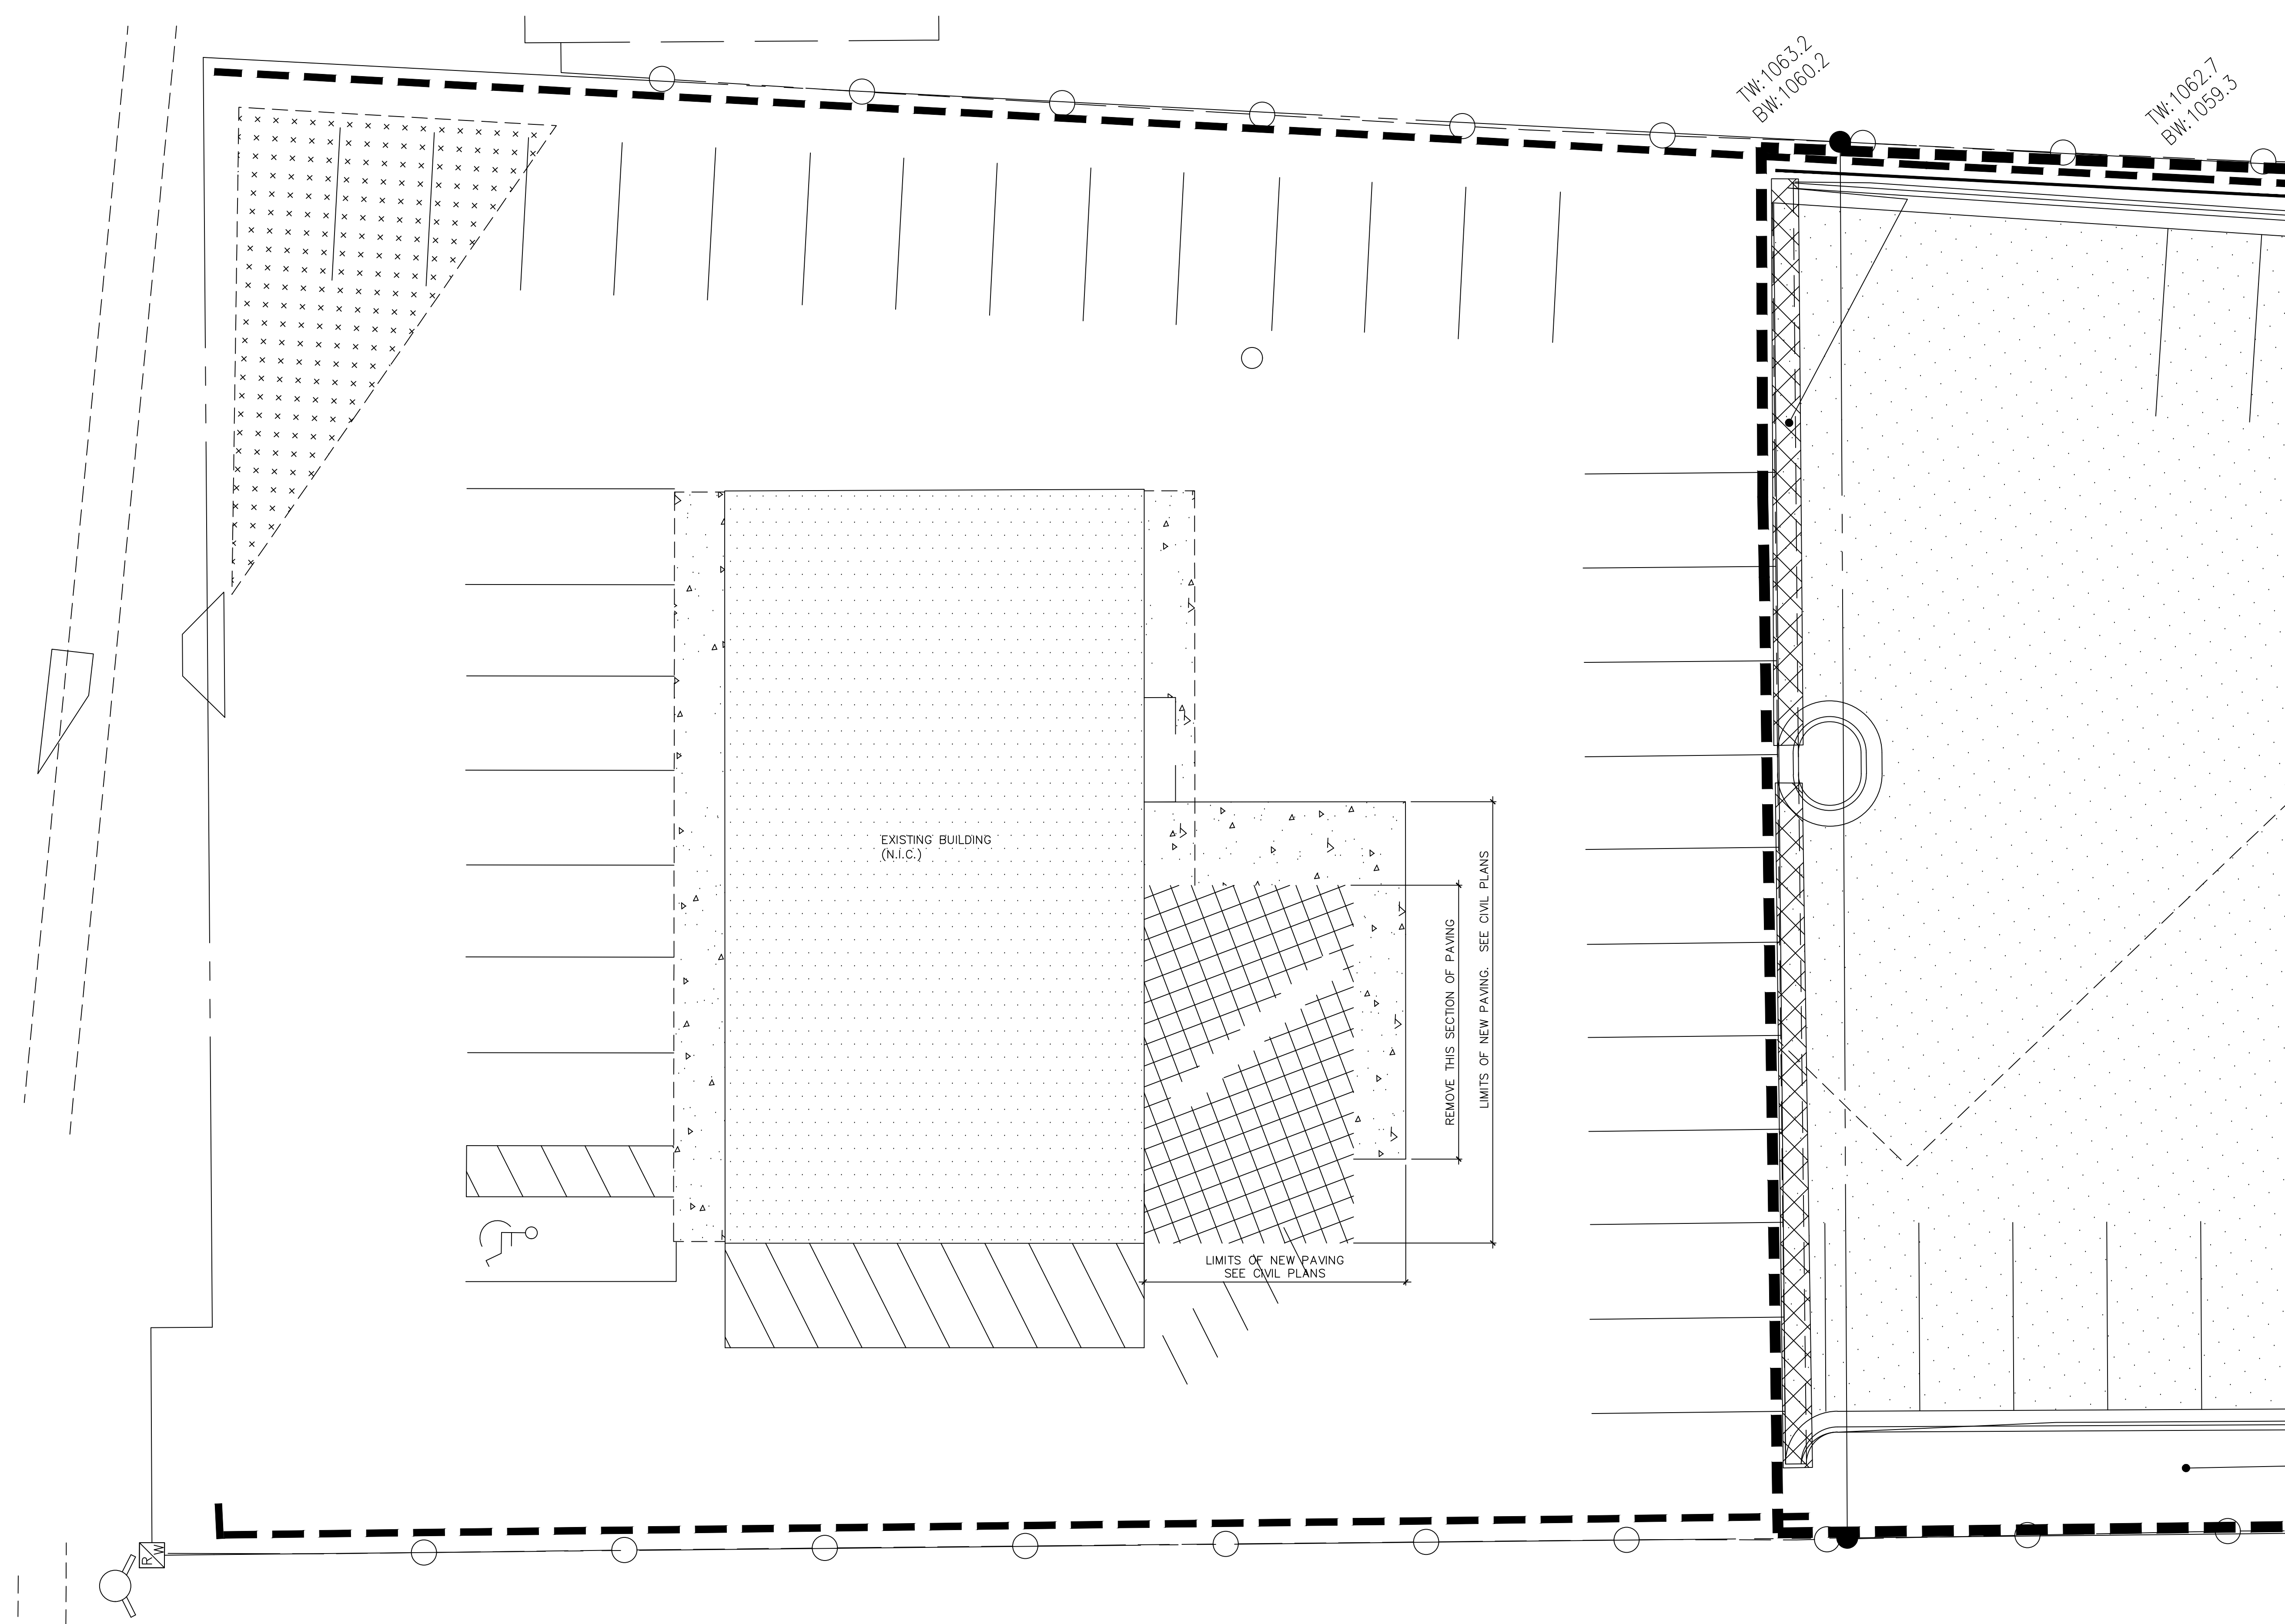 TW:1063.2
BW:1060.2
TW:1062.7
BW:1059.3
EXISTING BUILDING
(N.I.C.)
REMOVE THIS SECTION OF PAVING
LIMITS OF NEW PAVING.  SEE CIVIL PLANS
LIMITS OF NEW PAVING
SEE CIVIL PLANS
R W